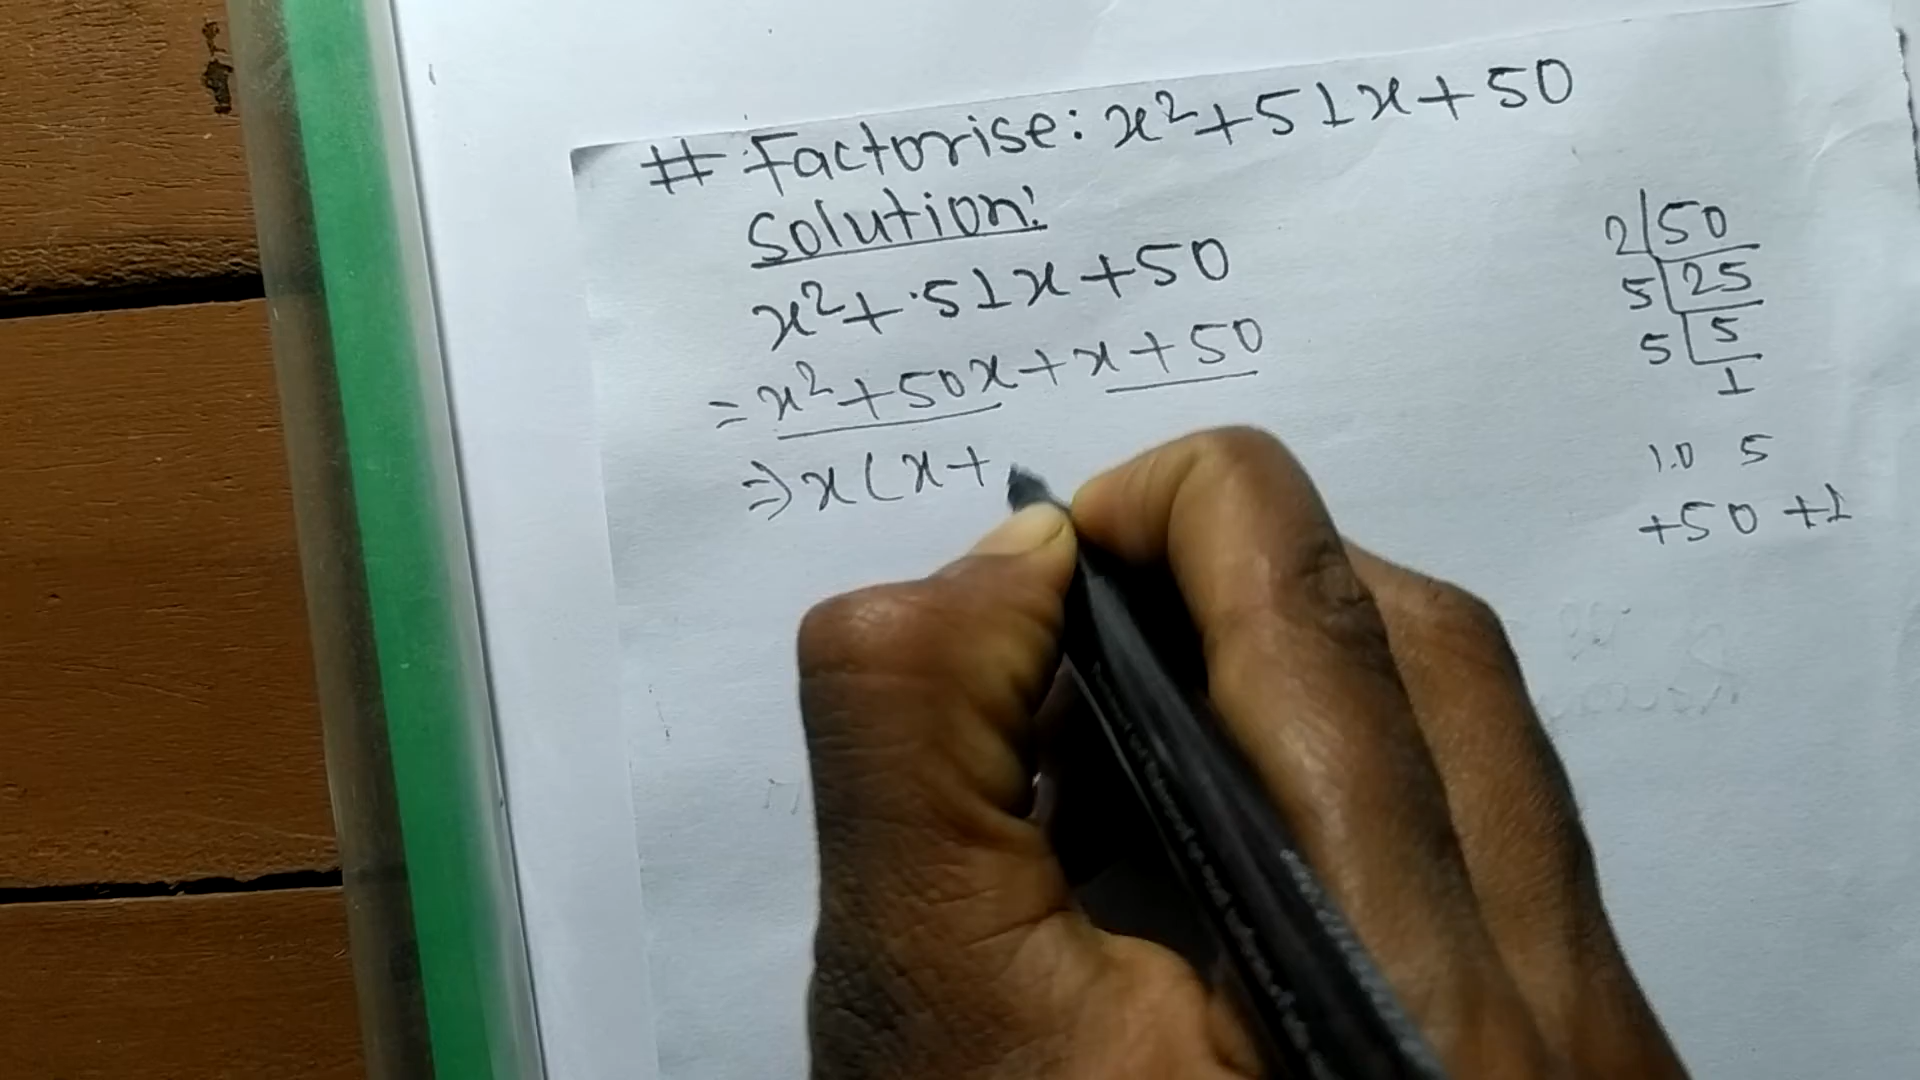 # Factorise: x²+51x+50
Solution:
x²+51x+50
= x²+50x+x+50
⇒ x(x+
2|50
5|25
5|5
1
10 5
+50 +1